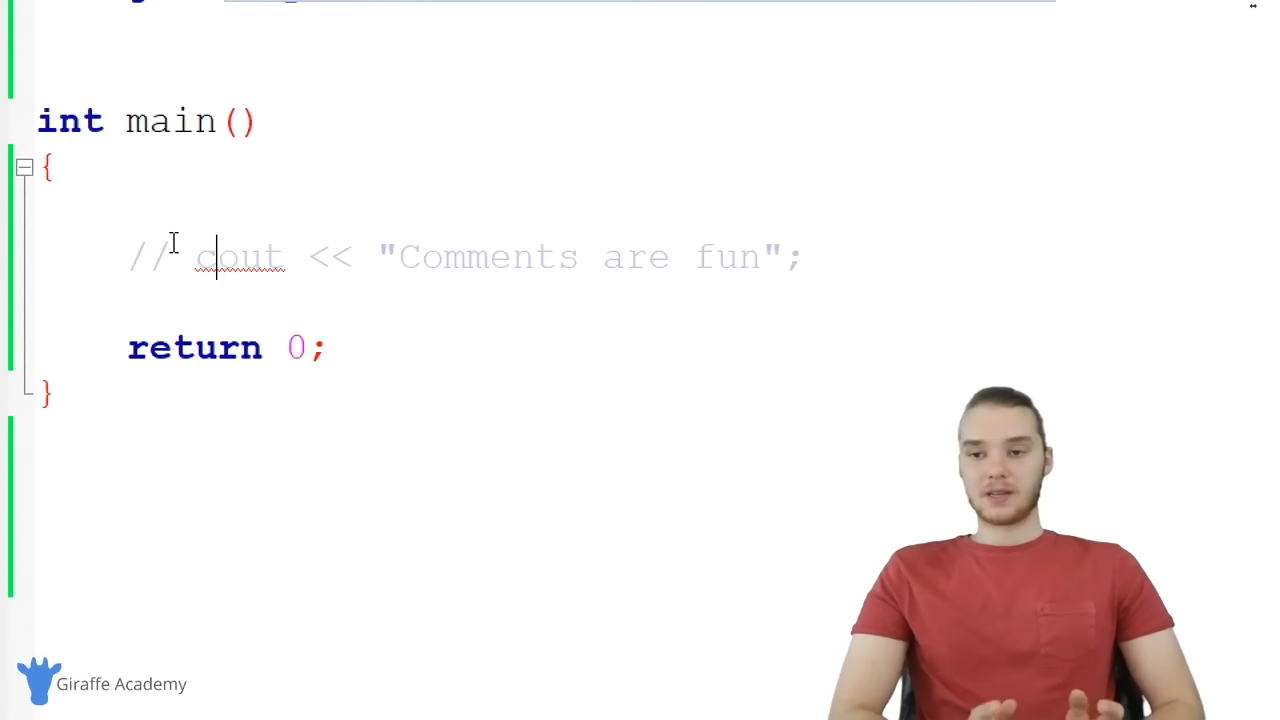 int main()
{
// cout << "Comments are fun";
return 0;
}
Giraffe Academy